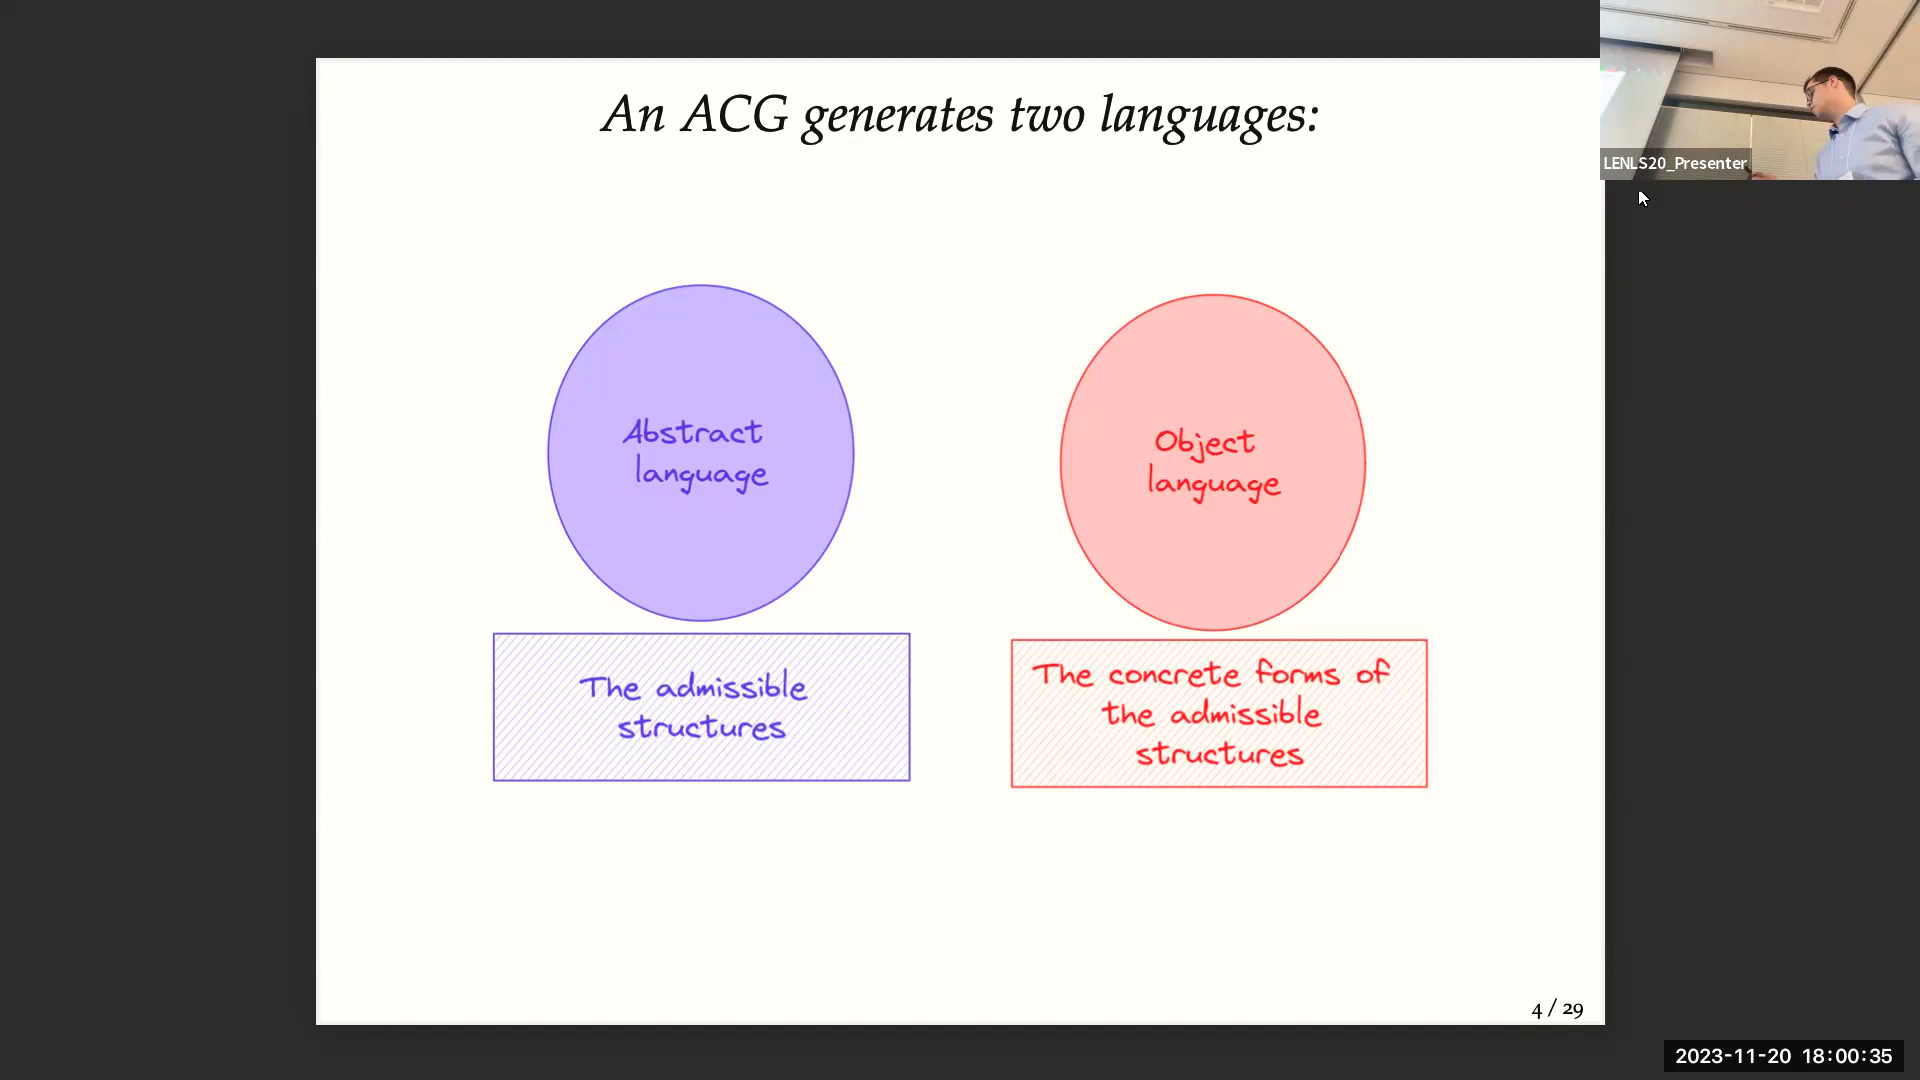 An ACG generates two languages:
LENLS20_Presenter
Abstract
language
Object
language
The admissible
structures
The concrete forms of
the admissible
structures
4 / 29
2023-11-20 18:00:35